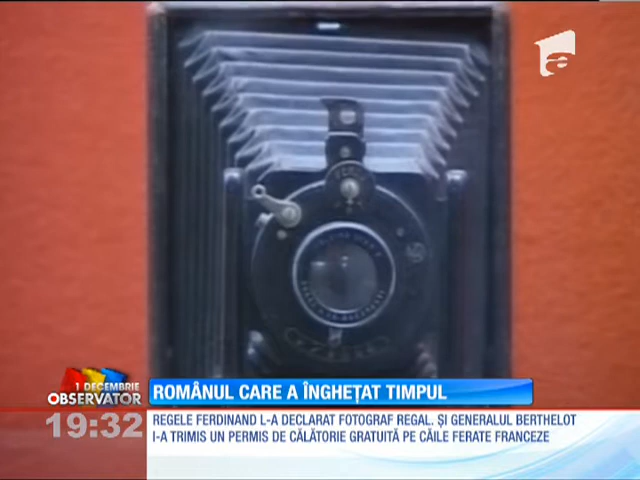 1 DECEMBRIE
OBSERVATOR
19:32
ROMÂNUL CARE A ÎNGHEȚAT TIMPUL
REGELE FERDINAND L-A DECLARAT FOTOGRAF REGAL. ȘI GENERALUL BERTHELOT
I-A TRIMIS UN PERMIS DE CĂLĂTORIE GRATUITĂ PE CĂILE FERATE FRANCEZE